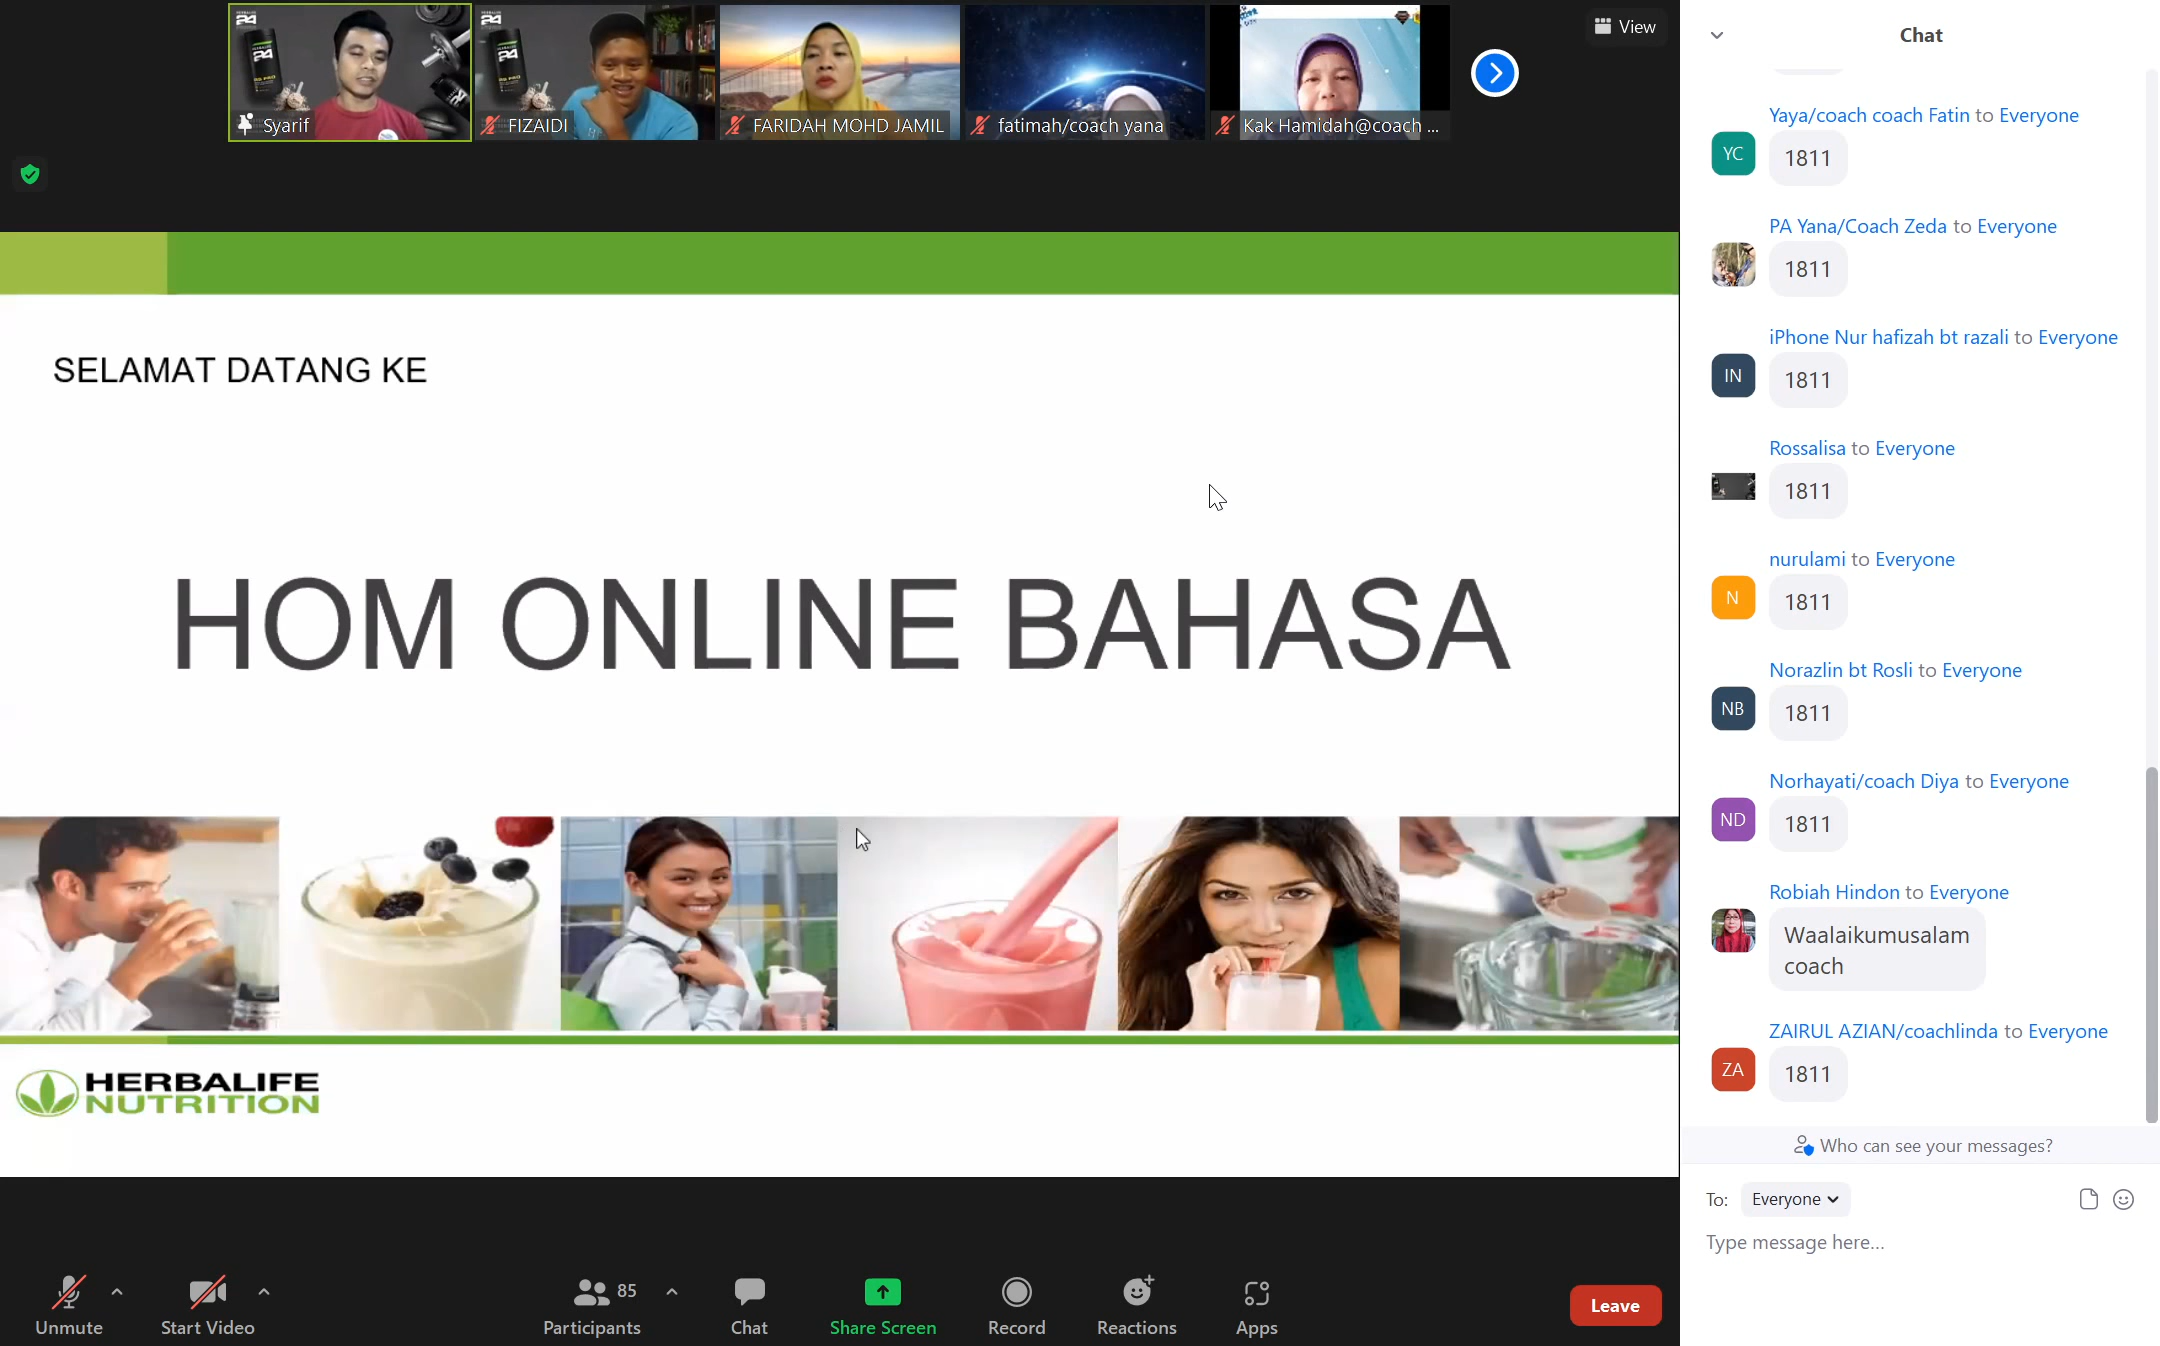 HERBALIFE
24
Syarif
HERBALIFE
24
FIZAIDI
FARIDAH MOHD JAMIL
fatimah/coach yana
Kak Hamidah@coach ...
View
SELAMAT DATANG KE
HOM ONLINE BAHASA
HERBALIFE
NUTRITION
Unmute
Start Video
85
Participants
Chat
Share Screen
Record
Reactions
Apps
Leave
Chat
Yaya/coach coach Fatin to Everyone
YC
1811
PA Yana/Coach Zeda to Everyone
1811
iPhone Nur hafizah bt razali to Everyone
IN
1811
Rossalisa to Everyone
1811
nurulami to Everyone
N
1811
Norazlin bt Rosli to Everyone
NB
1811
Norhayati/coach Diya to Everyone
ND
1811
Robiah Hindon to Everyone
Waalaikumusalam
coach
ZAIRUL AZIAN/coachlinda to Everyone
ZA
1811
Who can see your messages?
To: Everyone
Type message here...